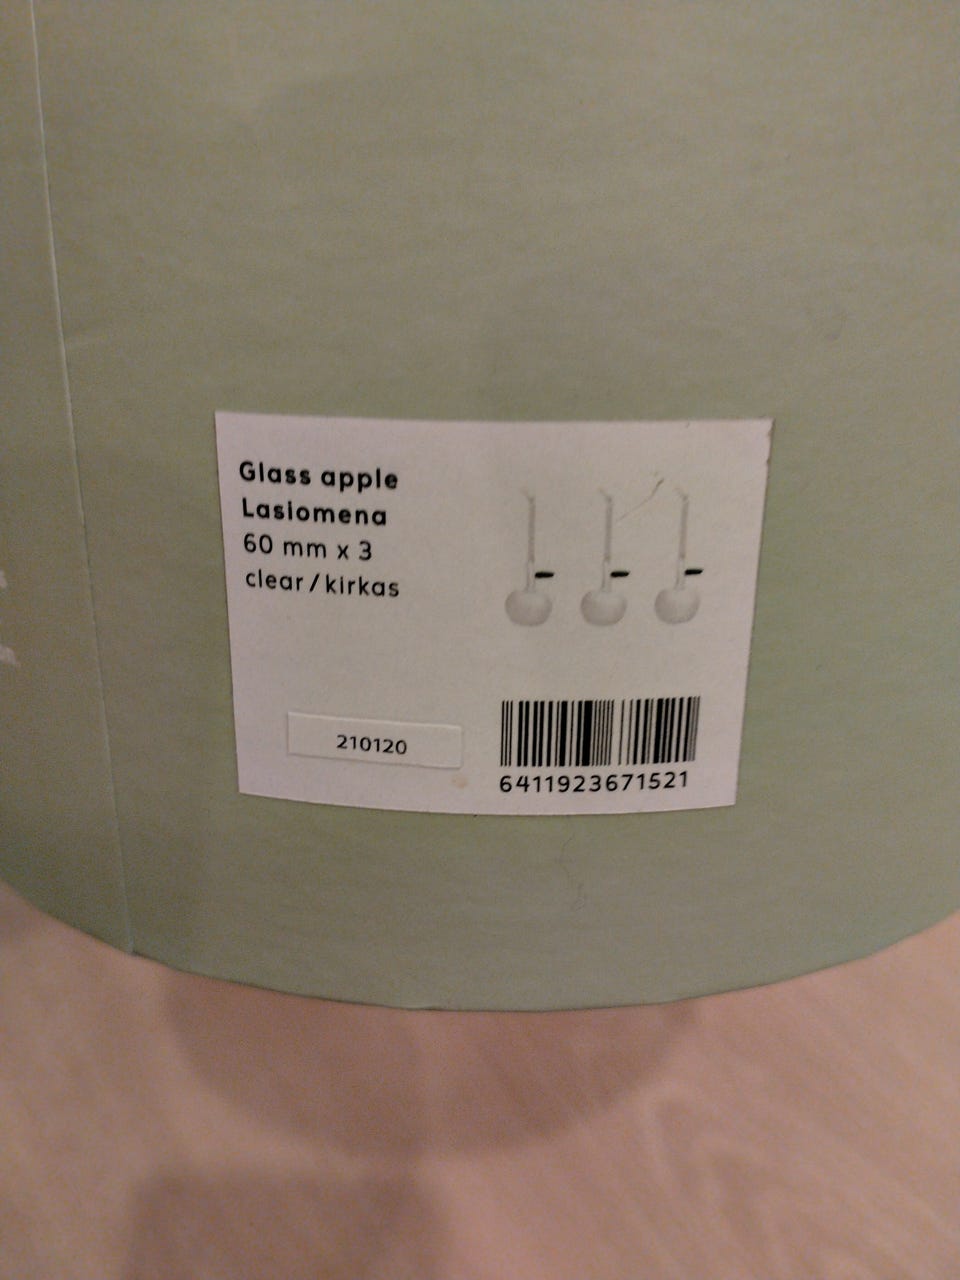 Glass apple
Lasiomena
60 mm x 3
clear/kirkas
210120
6411923671521